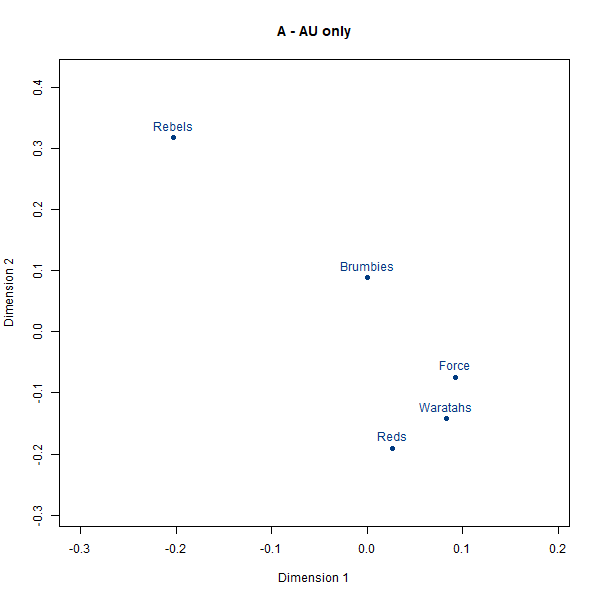 A - AU only
Dimension 2
0.4
0.3
0.2
0.1
0.0
-0.1
-0.2
-0.3
Rebels
Brumbies
Force
Waratahs
Reds
-0.3 -0.2 -0.1 0.0 0.1 0.2
Dimension 1